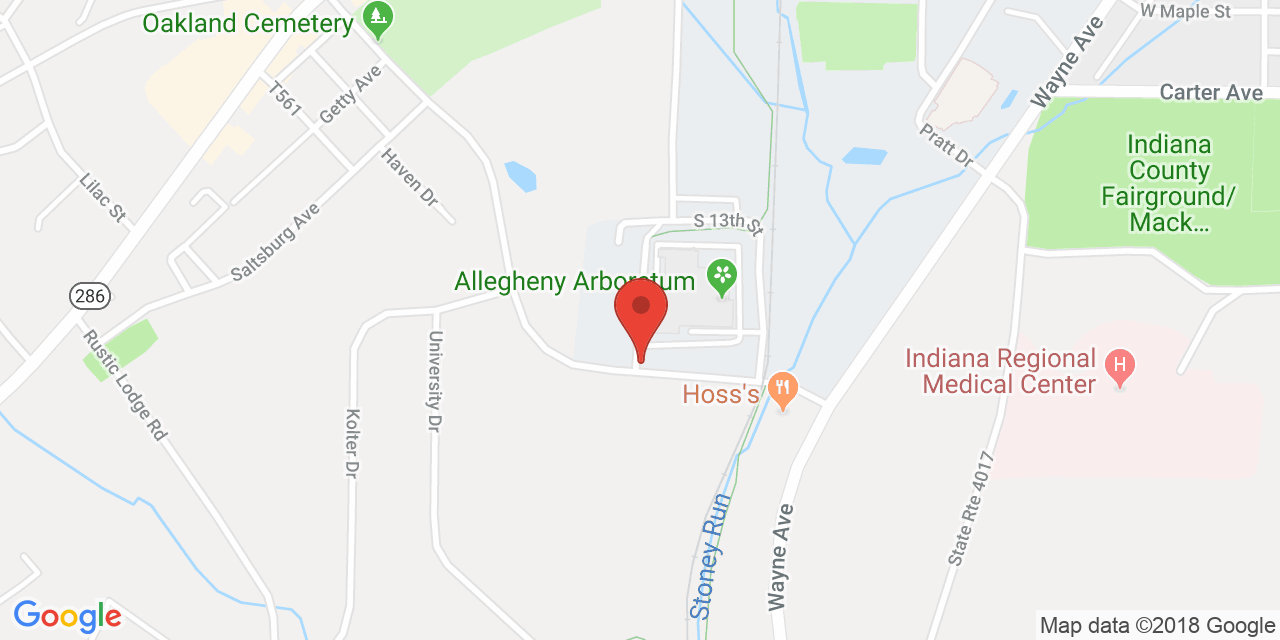 Oakland Cemetery
W Maple St
Wayne Ave
Getty Ave
T561
Carter Ave
Pratt Dr
Indiana
County
Fairground/
Mack...
Haven Dr
Lilac St
Saltsburg Ave
S 13th St
Allegheny Arboretum
286
Rustic Lodge Rd
University Dr
Kolter Dr
Indiana Regional
Medical Center
H
Hoss's
State Rte 4017
Stoney Run
Wayne Ave
Google
Map data ©2018 Google